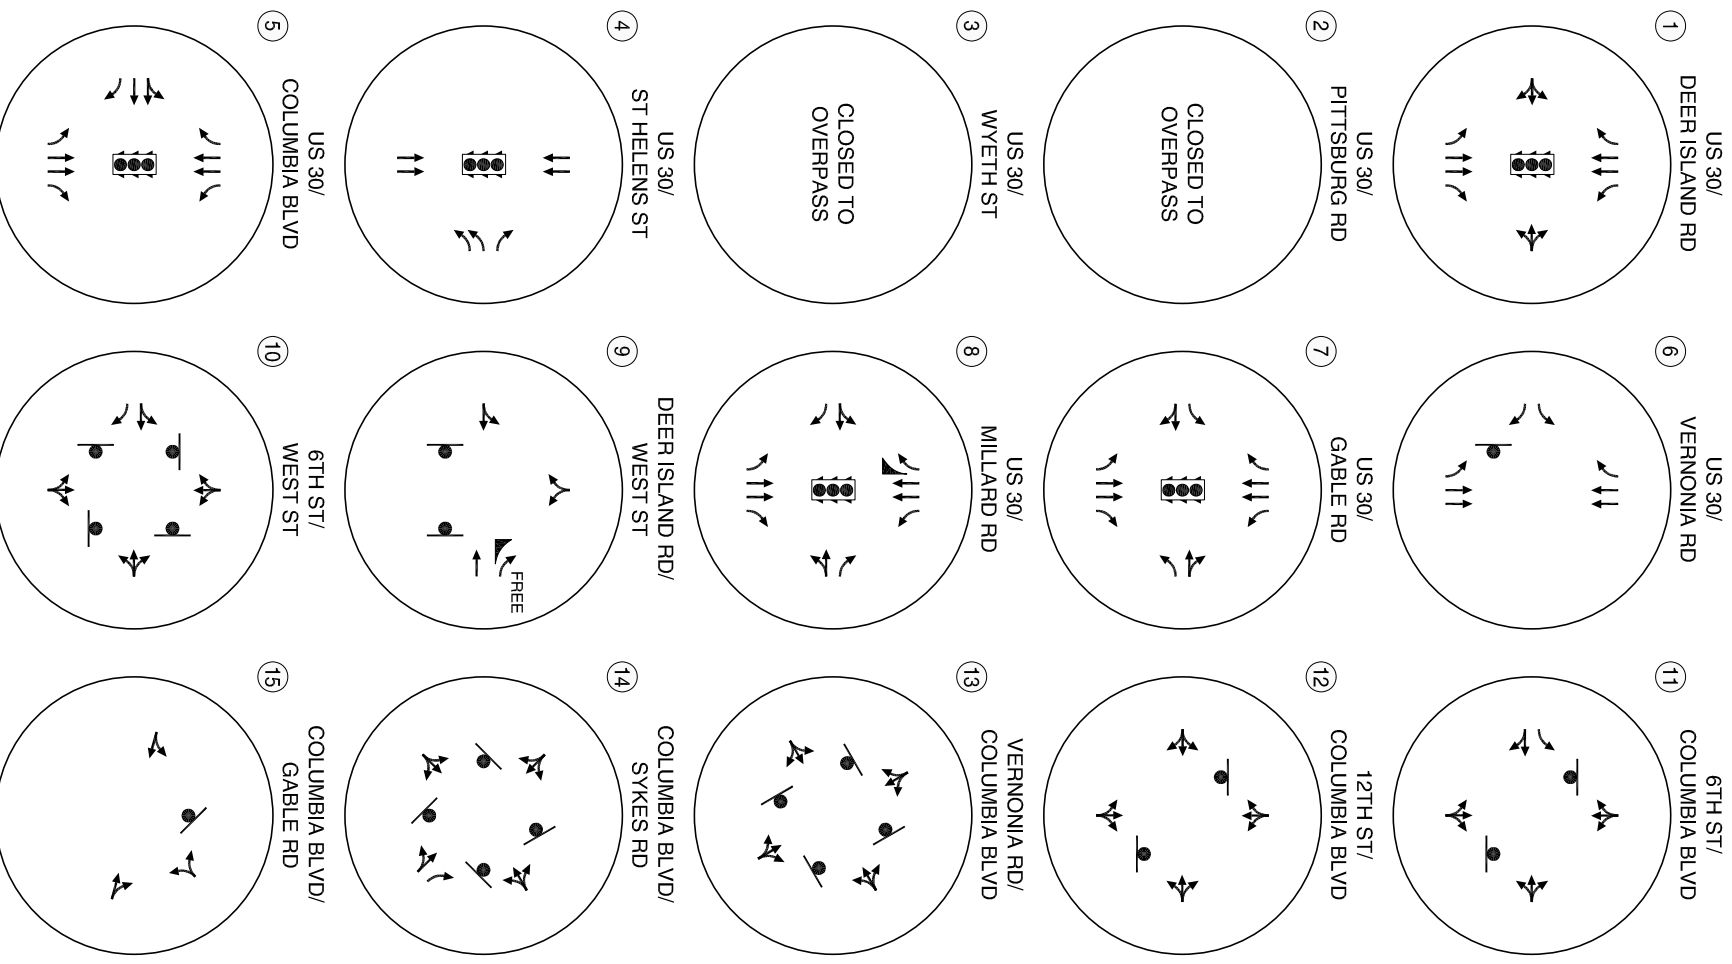 1
US 30/
DEER ISLAND RD
2
US 30/
PITTSBURG RD
CLOSED TO
OVERPASS
3
US 30/
WYETH ST
CLOSED TO
OVERPASS
4
US 30/
ST HELENS ST
5
US 30/
COLUMBIA BLVD
6
US 30/
VERNONIA RD
7
US 30/
GABLE RD
8
US 30/
MILLARD RD
9
DEER ISLAND RD/
WEST ST
FREE
10
6TH ST/
WEST ST
11
6TH ST/
COLUMBIA BLVD
12
12TH ST/
COLUMBIA BLVD
13
VERNONIA RD/
COLUMBIA BLVD
14
COLUMBIA BLVD/
SYKES RD
15
COLUMBIA BLVD/
GABLE RD